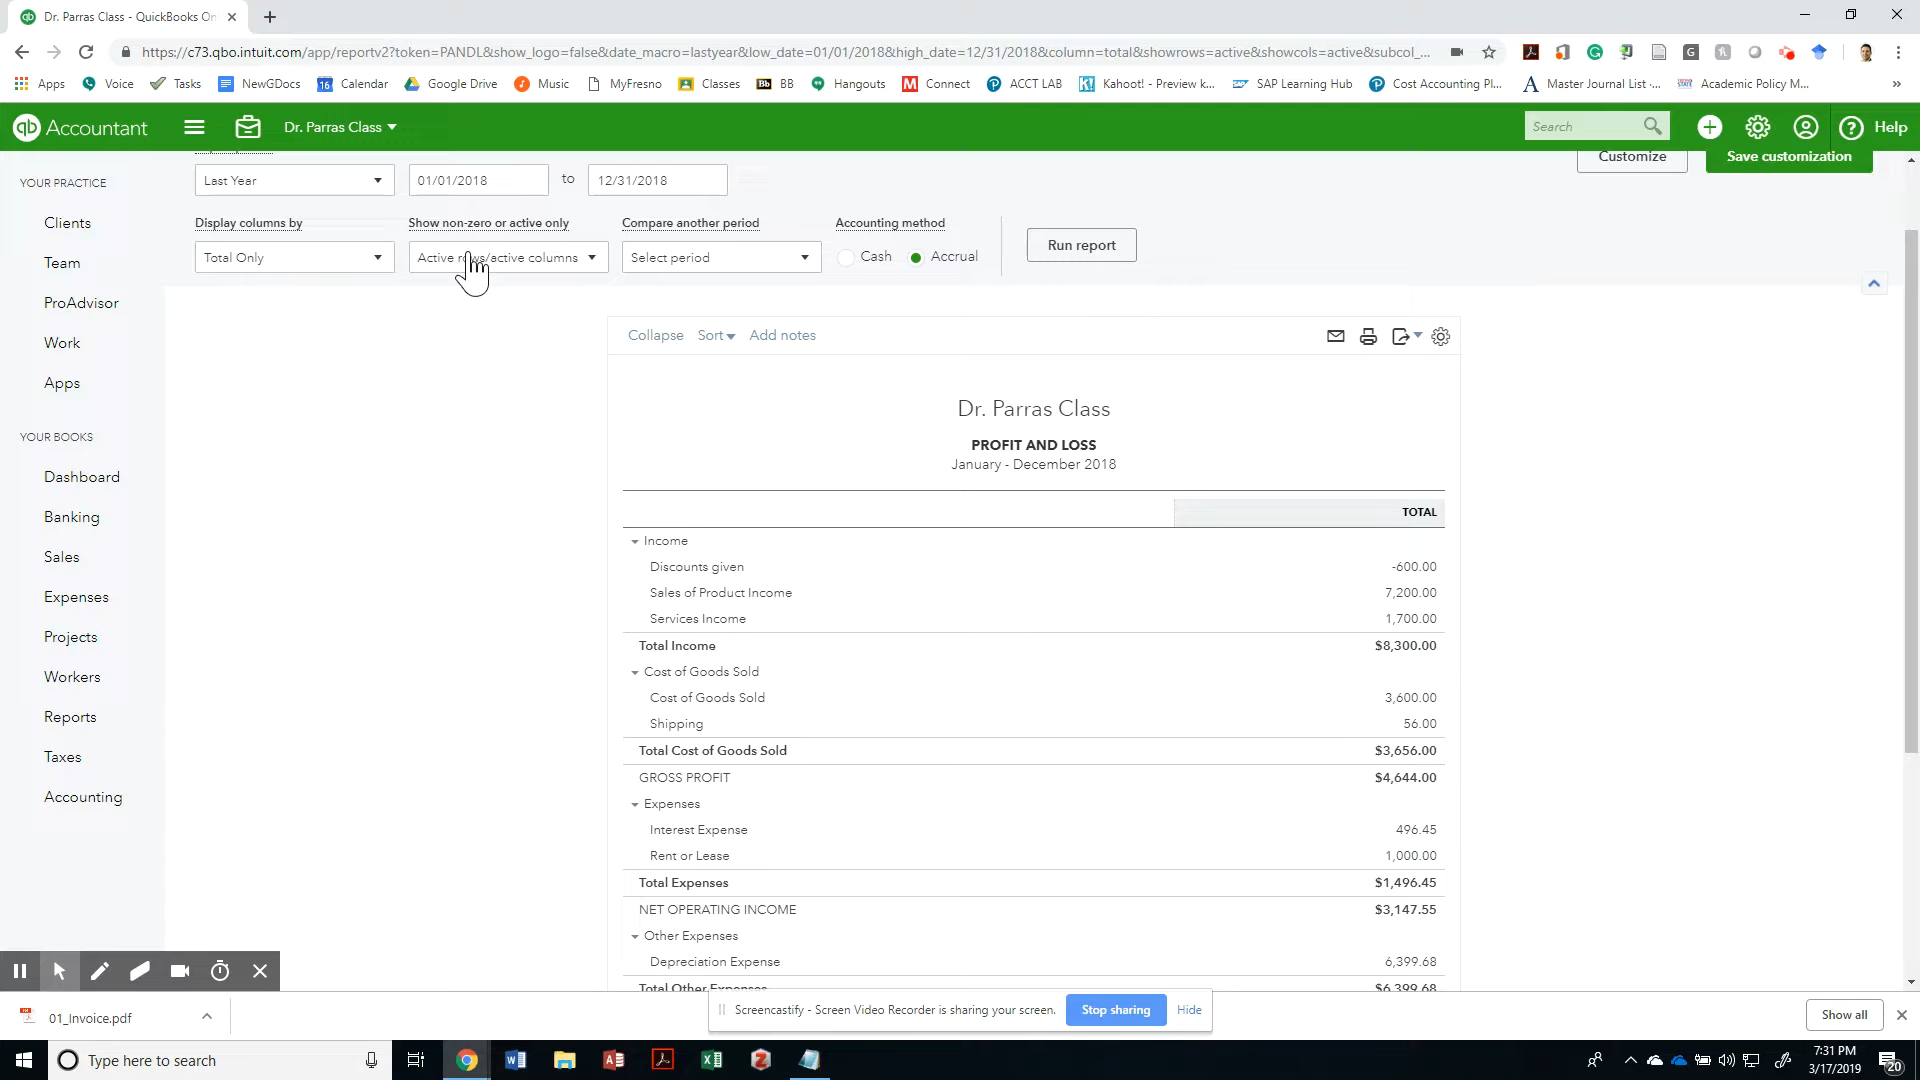 Dr. Parras Class - QuickBooks On
https://c73.qbo.intuit.com/app/reportv2?token=PANDL&show_logo=false&date_macro=lastyear&low_date=01/01/2018&high_date=12/31/2018&column=total&showrows=active&showcols=active&subcol_...
Apps Voice Tasks NewGDocs Calendar Google Drive Music MyFresno Classes Bb BB Hangouts Connect ACCT LAB Kahoot! - Preview k... SAP Learning Hub Cost Accounting Pl... Master Journal List -... Academic Policy M... »
qb Accountant Dr. Parras Class Search Help
YOUR PRACTICE
Clients
Team
ProAdvisor
Work
Apps
YOUR BOOKS
Dashboard
Banking
Sales
Expenses
Projects
Workers
Reports
Taxes
Accounting
Customize Save customization
Last Year 01/01/2018 to 12/31/2018
Display columns by Show non-zero or active only Compare another period Accounting method
Total Only Active rows/active columns Select period Cash Accrual Run report
Collapse Sort Add notes
Dr. Parras Class
PROFIT AND LOSS
January - December 2018
TOTAL
Income
Discounts given -600.00
Sales of Product Income 7,200.00
Services Income 1,700.00
Total Income $8,300.00
Cost of Goods Sold
Cost of Goods Sold 3,600.00
Shipping 56.00
Total Cost of Goods Sold $3,656.00
GROSS PROFIT $4,644.00
Expenses
Interest Expense 496.45
Rent or Lease 1,000.00
Total Expenses $1,496.45
NET OPERATING INCOME $3,147.55
Other Expenses
Depreciation Expense 6,399.68
Total Other Expenses $6,399.68
Screencastify - Screen Video Recorder is sharing your screen. Stop sharing Hide
01_Invoice.pdf Show all
Type here to search
7:31 PM
3/17/2019
20